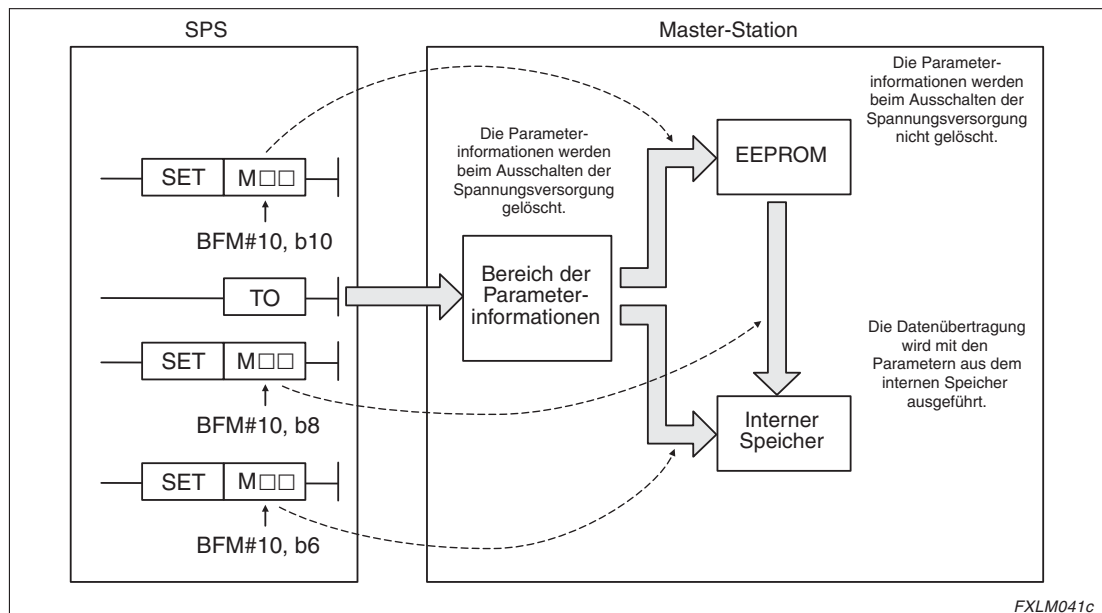 SPS
Master-Station
SET M□□
BFM#10, b10
TO
SET M□□
BFM#10, b8
SET M□□
BFM#10, b6
Die Parameter-
informationen werden
beim Ausschalten der
Spannungsversorgung
gelöscht.
Bereich der
Parameter-
informationen
EEPROM
Die Parameter-
informationen werden
beim Ausschalten der
Spannungsversorgung
nicht gelöscht.
Interner
Speicher
Die Datenübertragung
wird mit den
Parametern aus dem
internen Speicher
ausgeführt.
FXLM041c